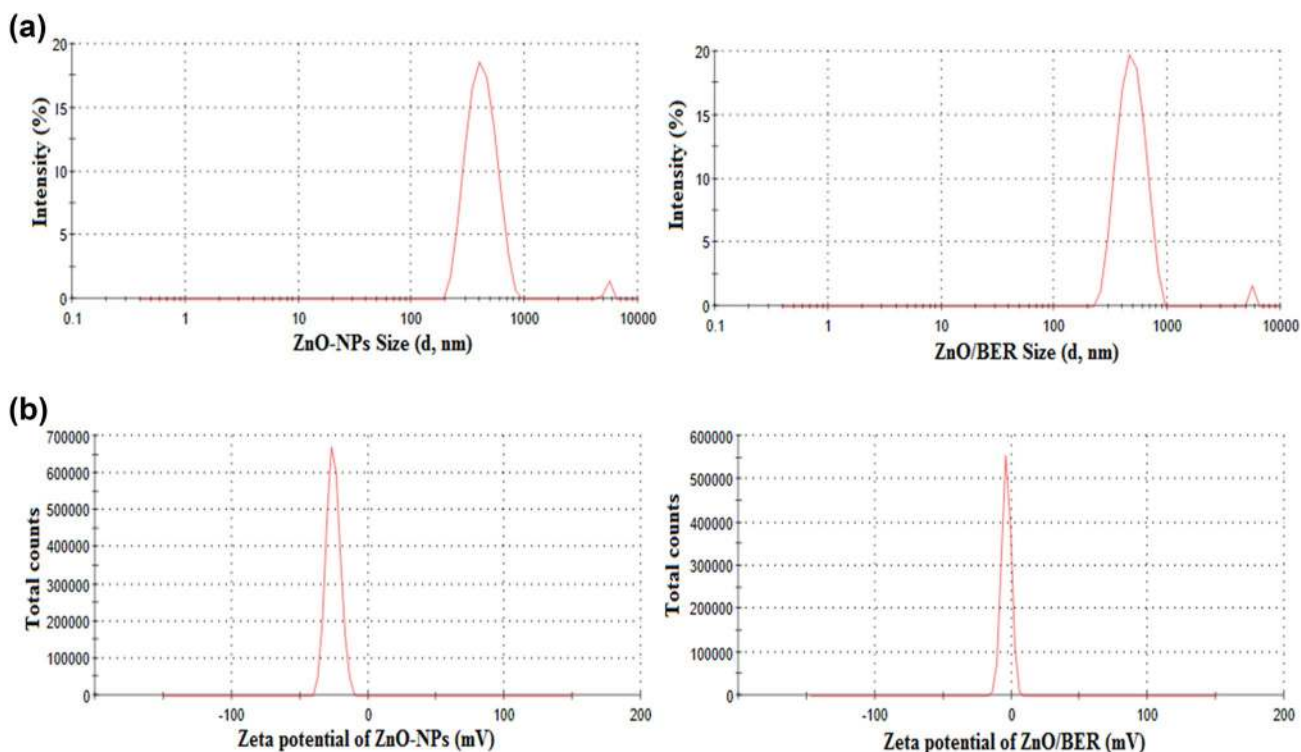 (a)
20
15
10
5
0
Intensity (%)
0.1 1 10 100 1000 10000
ZnO-NPs Size (d, nm)
20
15
10
5
0
Intensity (%)
0.1 1 10 100 1000 10000
ZnO/BER Size (d, nm)
(b)
700000
600000
500000
400000
300000
200000
100000
0
Total counts
-100 0 100 200
Zeta potential of ZnO-NPs (mV)
600000
500000
400000
300000
200000
100000
0
Total counts
-100 0 100 200
Zeta potential of ZnO/BER (mV)